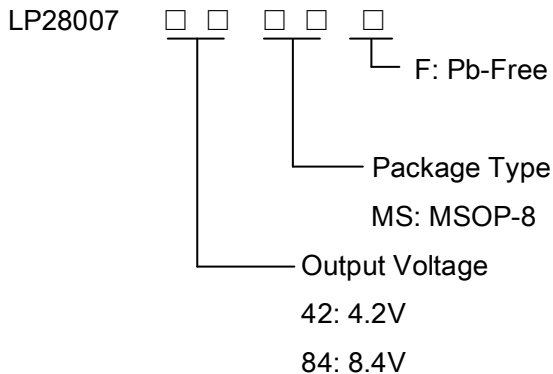 LP28007 □ □ □ □ □
F: Pb-Free
Package Type
MS: MSOP-8
Output Voltage
42: 4.2V
84: 8.4V